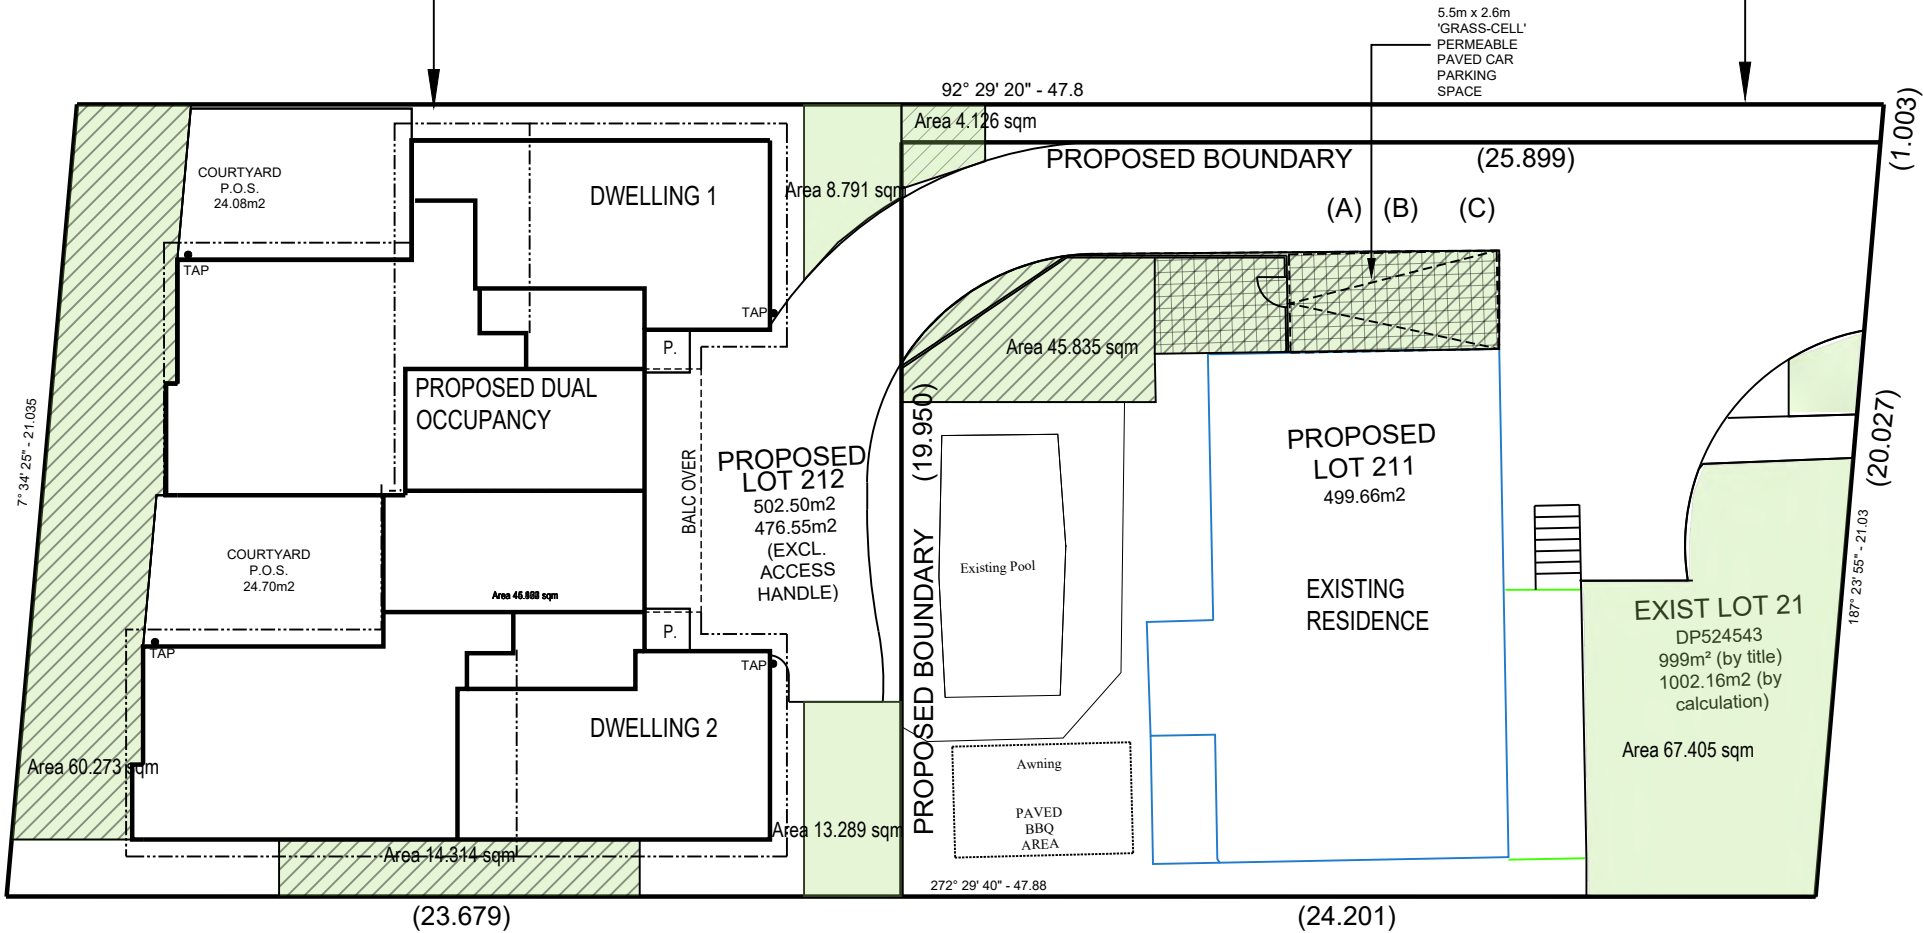 5.5m x 2.6m
'GRASS-CELL'
PERMEABLE
PAVED CAR
PARKING
SPACE
92° 29' 20" - 47.8
(1.003)
Area 4.126 sqm
PROPOSED BOUNDARY
(25.899)
(A)
(B)
(C)
COURTYARD
P.O.S.
24.08m2
TAP
DWELLING 1
Area 8.791 sqm
TAP
P.
Area 45.835 sqm
PROPOSED DUAL
OCCUPANCY
7° 34' 25" - 21.035
BALC OVER
PROPOSED
LOT 212
502.50m2
476.55m2
(EXCL.
ACCESS
HANDLE)
PROPOSED BOUNDARY
(19.950)
PROPOSED
LOT 211
499.66m2
(20.027)
187° 23' 55" - 21.03
COURTYARD
P.O.S.
24.70m2
Existing Pool
EXISTING
RESIDENCE
EXIST LOT 21
DP524543
999m² (by title)
1002.16m2 (by
calculation)
Area 67.405 sqm
P.
TAP
TAP
DWELLING 2
Area 60.273 sqm
Awning
PAVED
BBQ
AREA
Area 13.289 sqm
Area 14.314 sqm
272° 29' 40" - 47.88
(23.679)
(24.201)